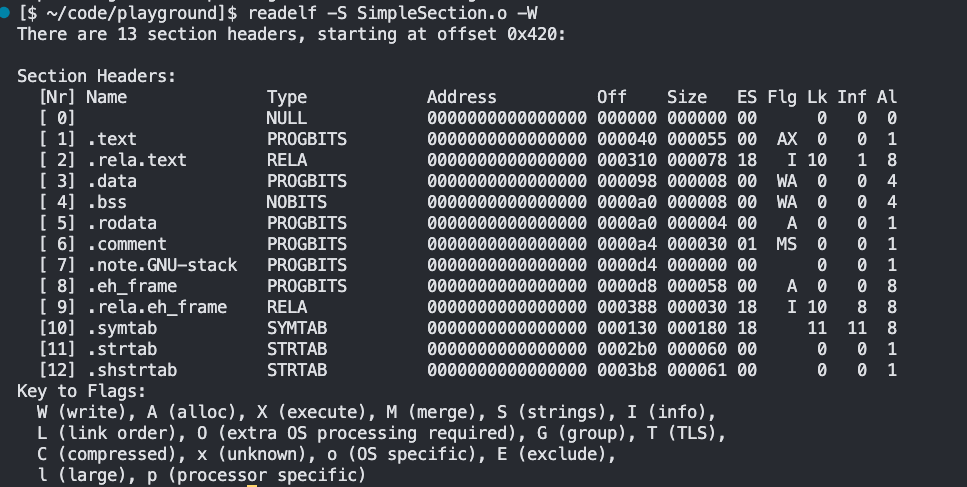 [$ ~/code/playground]$ readelf -S SimpleSection.o -W
There are 13 section headers, starting at offset 0x420:

Section Headers:
  [Nr] Name              Type            Address          Off    Size   ES Flg Lk Inf Al
  [ 0]                   NULL            0000000000000000 000000 000000 00      0   0  0
  [ 1] .text             PROGBITS        0000000000000000 000040 000055 00  AX  0   0  1
  [ 2] .rela.text        RELA            0000000000000000 000310 000078 18   I 10   1  8
  [ 3] .data             PROGBITS        0000000000000000 000098 000008 00  WA  0   0  4
  [ 4] .bss              NOBITS          0000000000000000 0000a0 000008 00  WA  0   0  4
  [ 5] .rodata           PROGBITS        0000000000000000 0000a0 000004 00   A  0   0  1
  [ 6] .comment          PROGBITS        0000000000000000 0000a4 000030 01  MS  0   0  1
  [ 7] .note.GNU-stack   PROGBITS        0000000000000000 0000d4 000000 00      0   0  1
  [ 8] .eh_frame         PROGBITS        0000000000000000 0000d8 000058 00   A  0   0  8
  [ 9] .rela.eh_frame    RELA            0000000000000000 000388 000030 18   I 10   8  8
  [10] .symtab           SYMTAB          0000000000000000 000130 000180 18     11  11  8
  [11] .strtab           STRTAB          0000000000000000 0002b0 000060 00      0   0  1
  [12] .shstrtab         STRTAB          0000000000000000 0003b8 000061 00      0   0  1
Key to Flags:
  W (write), A (alloc), X (execute), M (merge), S (strings), I (info),
  L (link order), O (extra OS processing required), G (group), T (TLS),
  C (compressed), x (unknown), o (OS specific), E (exclude),
  l (large), p (processor specific)